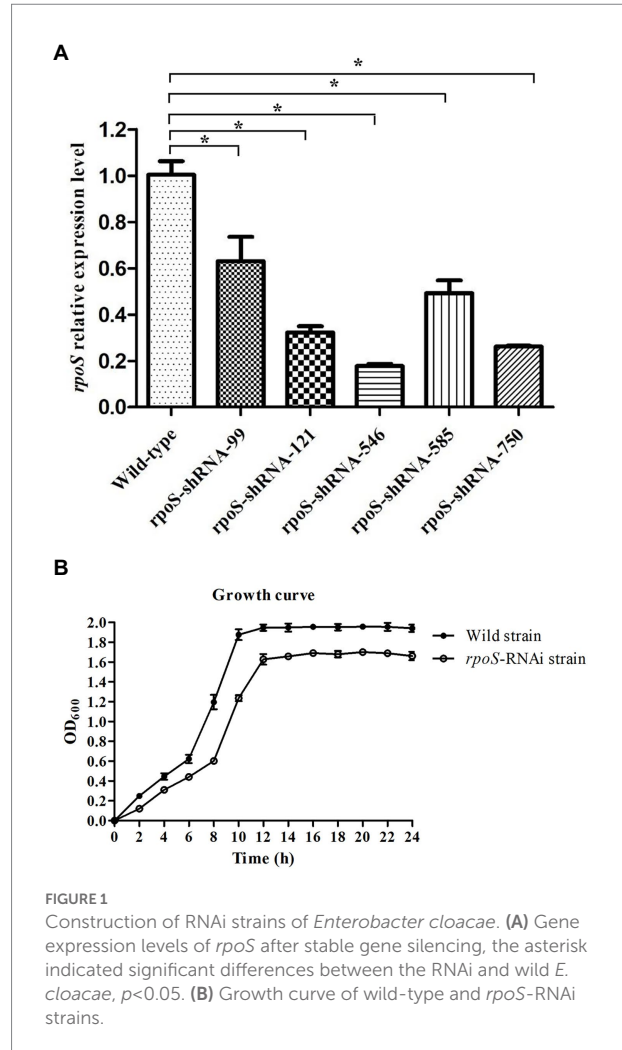 A
* * * * *
rpoS relative expression level
1.2
1.0
0.8
0.6
0.4
0.2
0.0
Wild-type
rpoS-shRNA-99
rpoS-shRNA-121
rpoS-shRNA-546
rpoS-shRNA-585
rpoS-shRNA-750
B
Growth curve
OD600
2.0
1.8
1.6
1.4
1.2
1.0
0.8
0.6
0.4
0.2
0.0
0 2 4 6 8 10 12 14 16 18 20 22 24
Time (h)
Wild strain
rpoS-RNAi strain
FIGURE 1
Construction of RNAi strains of Enterobacter cloacae. (A) Gene
expression levels of rpoS after stable gene silencing, the asterisk
indicated significant differences between the RNAi and wild E.
cloacae, p<0.05. (B) Growth curve of wild-type and rpoS-RNAi
strains.